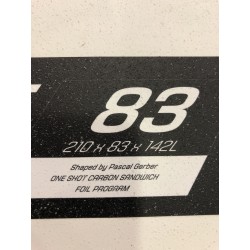 83
210 x 83 x 142L
Shaped by Pascal Gerber
ONE SHOT CARBON SANDWICH
FOIL PROGRAM